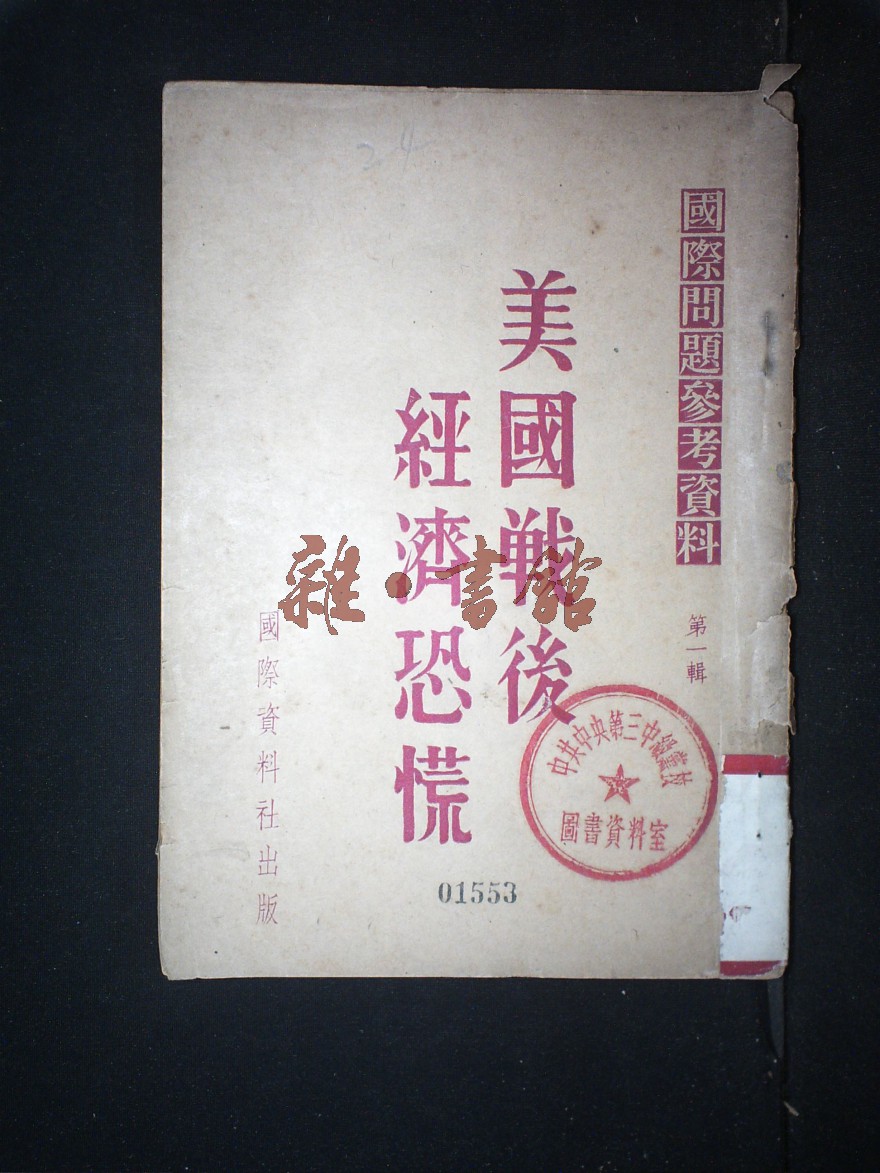 24
國際問題參考資料
第一輯
美國戦後
經濟恐慌
國際資料社出版
雜·書館
中共中央第三中級黨校
圖書資料室
01553